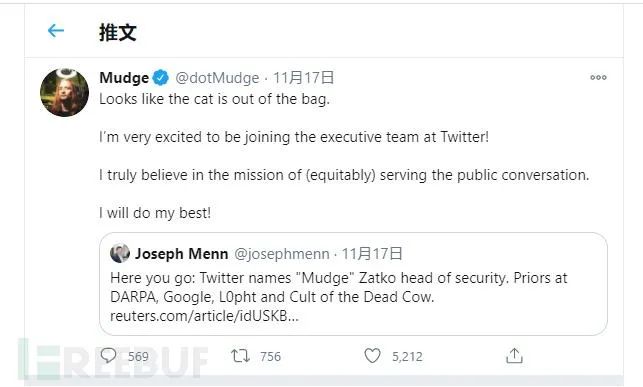 推文
Mudge @dotMudge · 11月17日
Looks like the cat is out of the bag.
I'm very excited to be joining the executive team at Twitter!
I truly believe in the mission of (equitably) serving the public conversation.
I will do my best!
Joseph Menn @josephmenn · 11月17日
Here you go: Twitter names "Mudge" Zatko head of security. Priors at
DARPA, Google, L0pht and Cult of the Dead Cow.
reuters.com/article/idUSKB...
569 756 5,212
FREEBUF